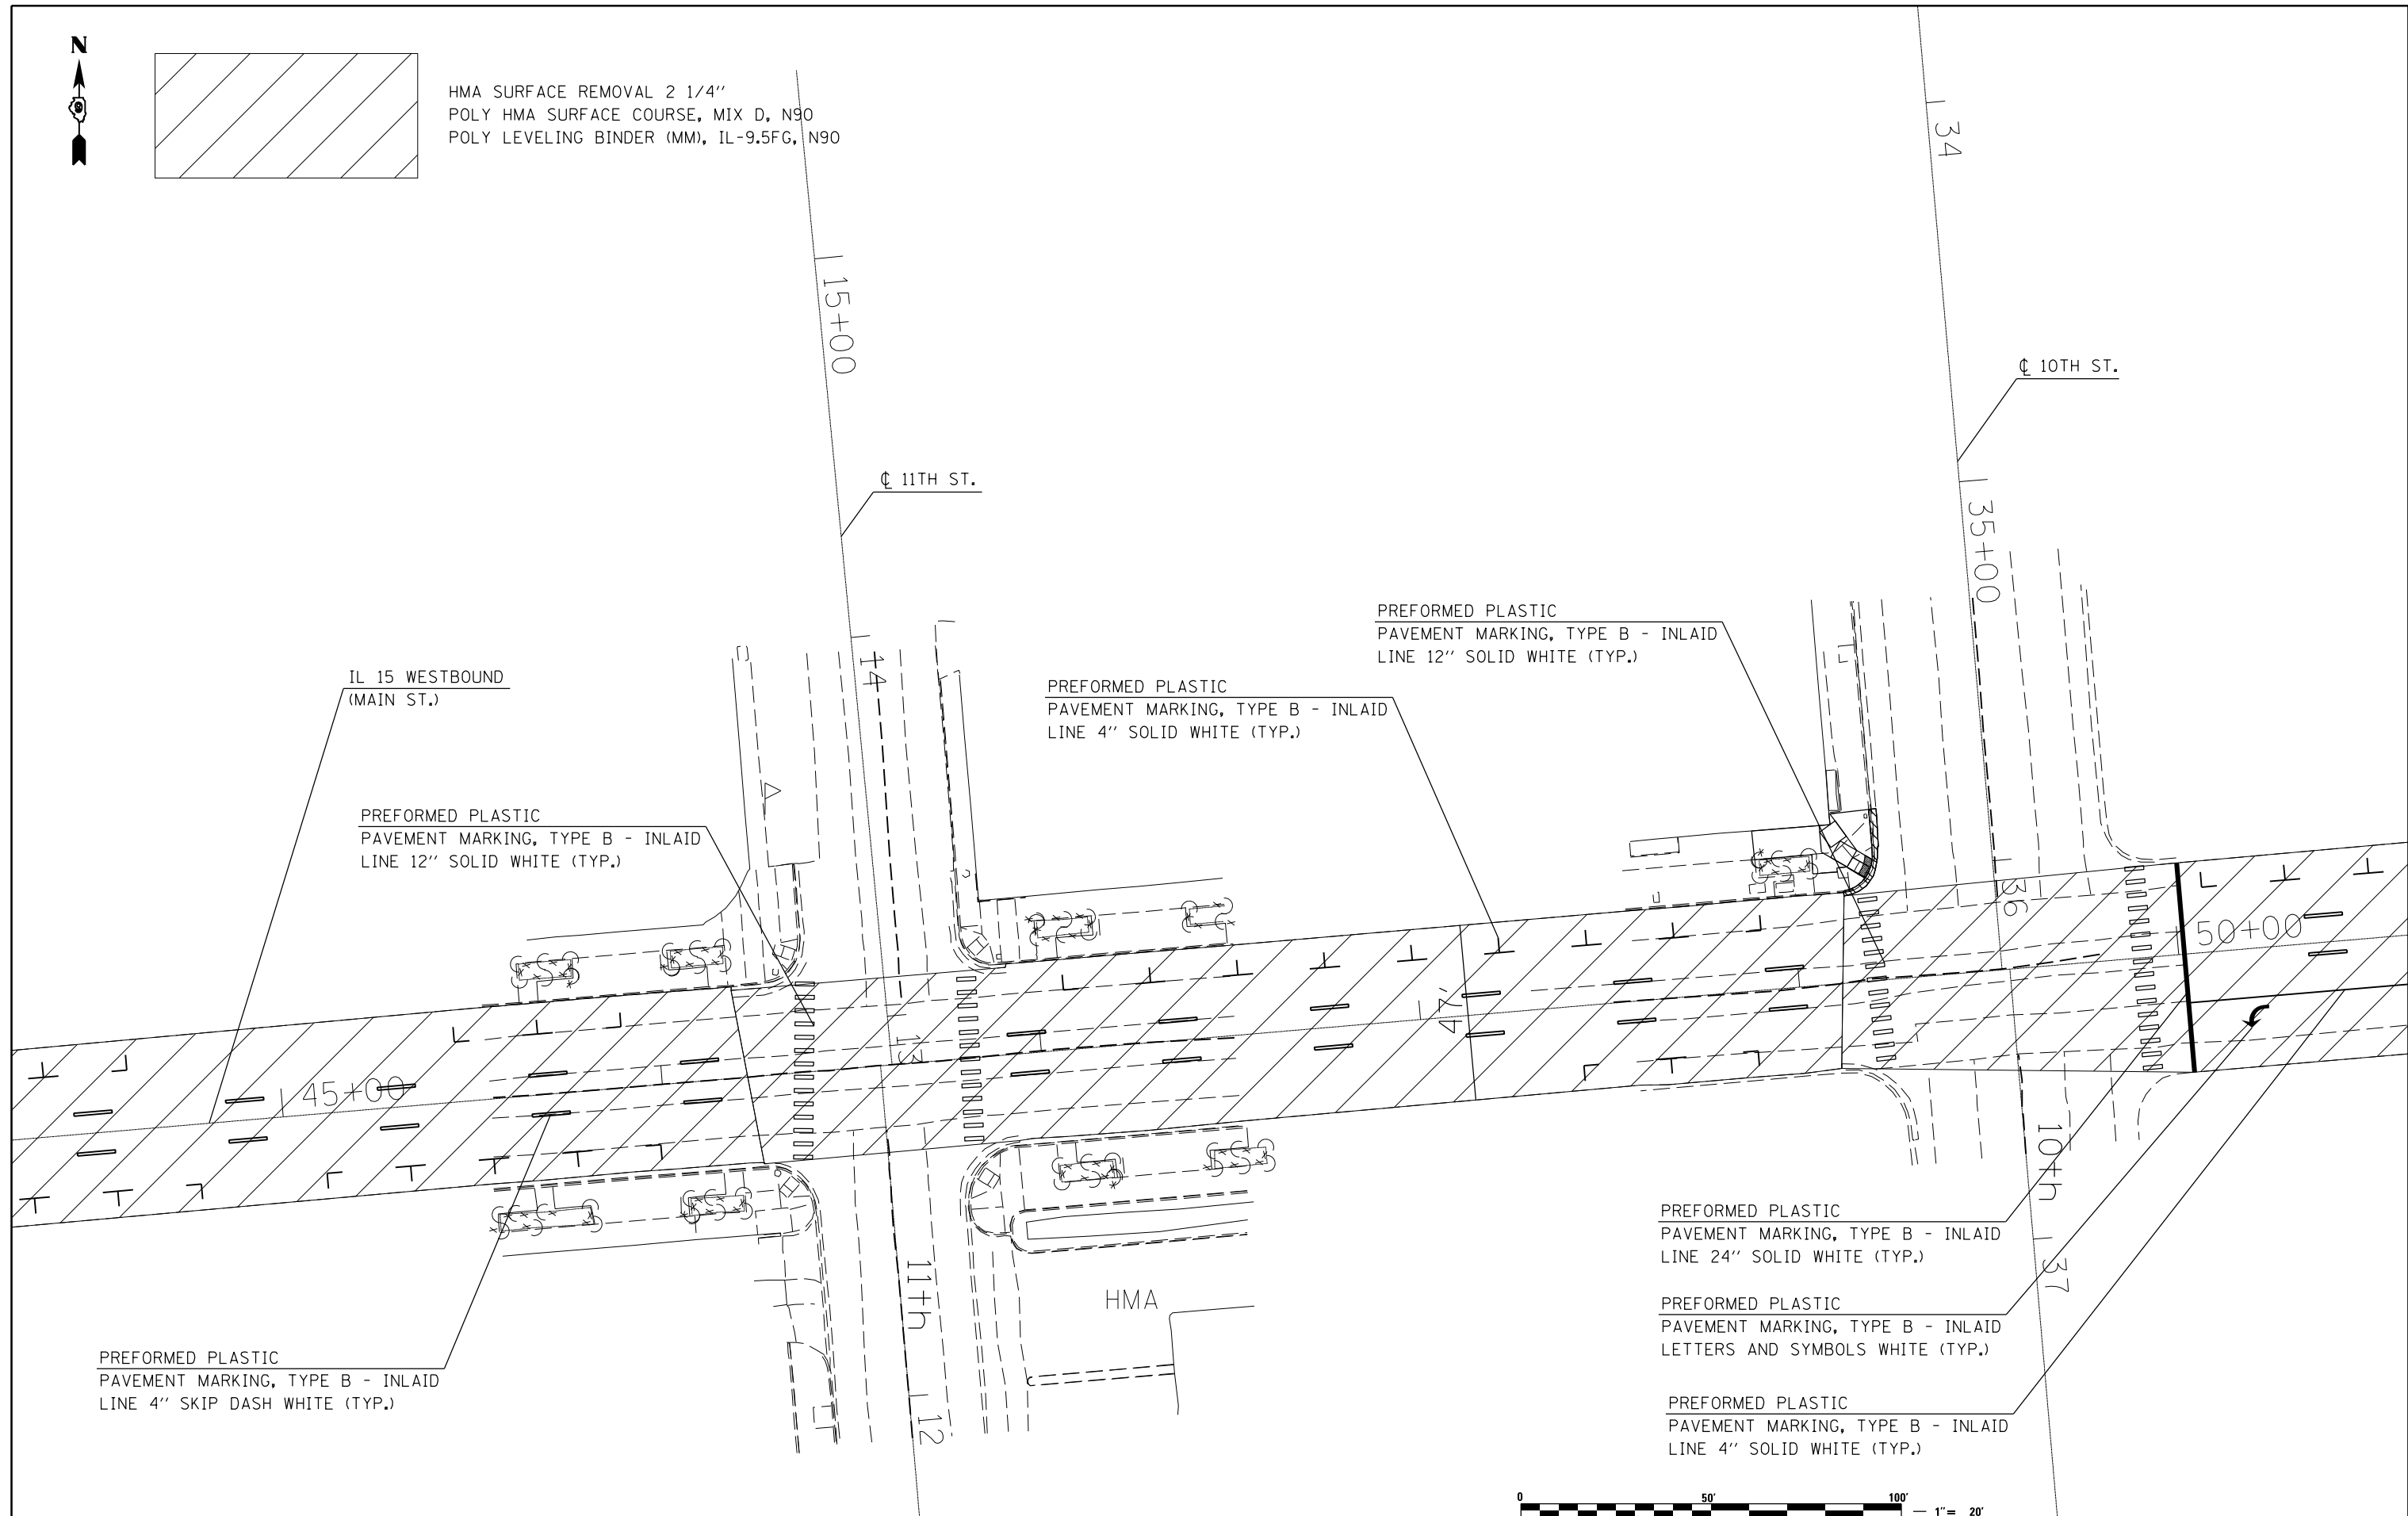 N
HMA SURFACE REMOVAL 2 1/4"
POLY HMA SURFACE COURSE, MIX D, N90
POLY LEVELING BINDER (MM), IL-9.5FG, N90
34
15+00
℄ 10TH ST.
℄ 11TH ST.
35+00
PREFORMED PLASTIC
PAVEMENT MARKING, TYPE B - INLAID
LINE 12" SOLID WHITE (TYP.)
14
IL 15 WESTBOUND
(MAIN ST.)
PREFORMED PLASTIC
PAVEMENT MARKING, TYPE B - INLAID
LINE 4" SOLID WHITE (TYP.)
PREFORMED PLASTIC
PAVEMENT MARKING, TYPE B - INLAID
LINE 12" SOLID WHITE (TYP.)
36
50+00
47'
13
45+00
10th
PREFORMED PLASTIC
PAVEMENT MARKING, TYPE B - INLAID
LINE 24" SOLID WHITE (TYP.)
37
11th
HMA
PREFORMED PLASTIC
PAVEMENT MARKING, TYPE B - INLAID
LETTERS AND SYMBOLS WHITE (TYP.)
PREFORMED PLASTIC
PAVEMENT MARKING, TYPE B - INLAID
LINE 4" SKIP DASH WHITE (TYP.)
PREFORMED PLASTIC
PAVEMENT MARKING, TYPE B - INLAID
LINE 4" SOLID WHITE (TYP.)
12
0 50' 100'
1"= 20'